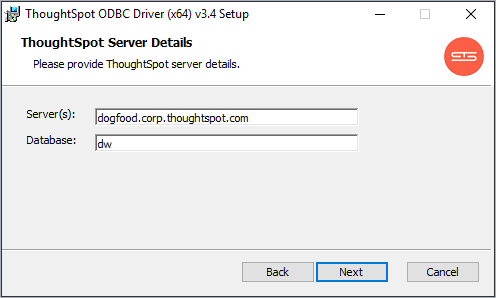 ThoughtSpot ODBC Driver (x64) v3.4 Setup
ThoughtSpot Server Details
Please provide ThoughtSpot server details.
Server(s): dogfood.corp.thoughtspot.com
Database: dw
Back Next Cancel